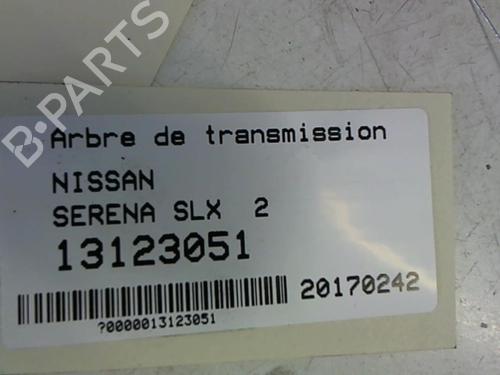 B-PARTS
Arbre de transmission
NISSAN
SERENA SLX 2
13123051
20170242
?0000013123051